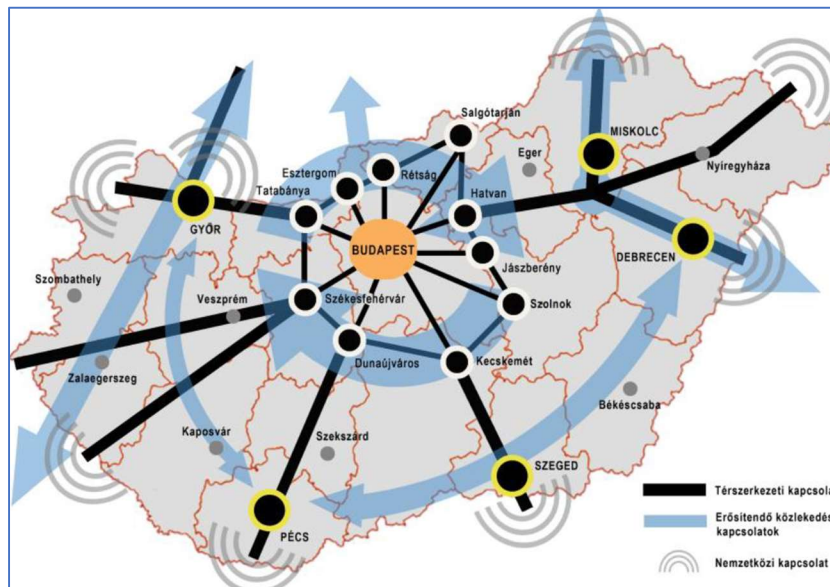 Salgótarján
MISKOLC
Eger
Nyíregyháza
Esztergom
Rétság
Tatabánya
Hatvan
GYŐR
BUDAPEST
DEBRECEN
Jászberény
Szombathely
Veszprém
Székesfehérvár
Szolnok
Dunaújváros
Kecskemét
Zalaegerszeg
Békéscsaba
Kaposvár
Szekszárd
SZEGED
PÉCS
Térszerkezeti kapcsola
Erősítendő közlekedés
kapcsolatok
Nemzetközi kapcsolat